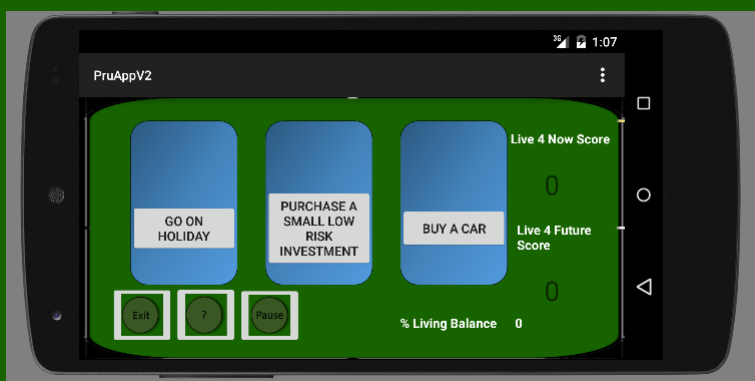 3G 1:07
PruAppV2
Live 4 Now Score
0
GO ON
HOLIDAY
PURCHASE A
SMALL LOW
RISK
INVESTMENT
BUY A CAR
Live 4 Future
Score
0
Exit ? Pause
% Living Balance 0